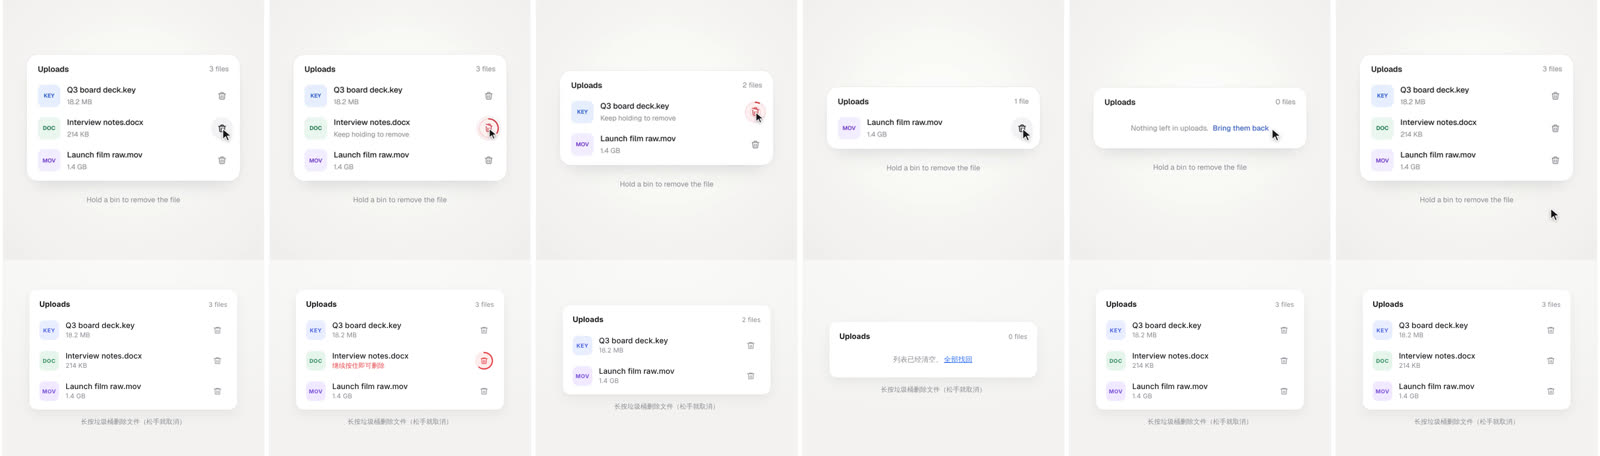 Uploads 3 files
KEY Q3 board deck.key
18.2 MB
DOC Interview notes.docx
214 KB
MOV Launch film raw.mov
1.4 GB
Hold a bin to remove the file
Uploads 3 files
KEY Q3 board deck.key
18.2 MB
DOC Interview notes.docx
Keep holding to remove
MOV Launch film raw.mov
1.4 GB
Hold a bin to remove the file
Uploads 2 files
KEY Q3 board deck.key
Keep holding to remove
MOV Launch film raw.mov
1.4 GB
Hold a bin to remove the file
Uploads 1 file
MOV Launch film raw.mov
1.4 GB
Hold a bin to remove the file
Uploads 0 files
Nothing left in uploads. Bring them back
Hold a bin to remove the file
Uploads 3 files
KEY Q3 board deck.key
18.2 MB
DOC Interview notes.docx
214 KB
MOV Launch film raw.mov
1.4 GB
Hold a bin to remove the file
Uploads 3 files
KEY Q3 board deck.key
18.2 MB
DOC Interview notes.docx
214 KB
MOV Launch film raw.mov
1.4 GB
长按垃圾桶删除文件（松手就取消）
Uploads 3 files
KEY Q3 board deck.key
18.2 MB
DOC Interview notes.docx
继续按住即可删除
MOV Launch film raw.mov
1.4 GB
长按垃圾桶删除文件（松手就取消）
Uploads 2 files
KEY Q3 board deck.key
18.2 MB
MOV Launch film raw.mov
1.4 GB
长按垃圾桶删除文件（松手就取消）
Uploads 0 files
列表已经清空。 全部找回
长按垃圾桶删除文件（松手就取消）
Uploads 3 files
KEY Q3 board deck.key
18.2 MB
DOC Interview notes.docx
214 KB
MOV Launch film raw.mov
1.4 GB
长按垃圾桶删除文件（松手就取消）
Uploads 3 files
KEY Q3 board deck.key
18.2 MB
DOC Interview notes.docx
214 KB
MOV Launch film raw.mov
1.4 GB
长按垃圾桶删除文件（松手就取消）